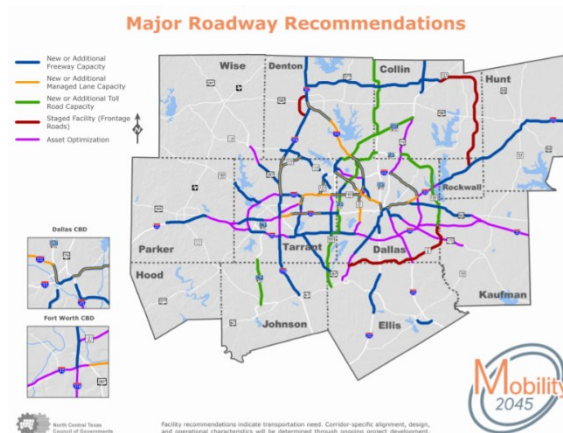 Major Roadway Recommendations
New or Additional
Freeway Capacity
New or Additional
Managed Lane Capacity
New or Additional Toll
Road Capacity
Staged Facility (Frontage
Roads)
Asset Optimization
N
Wise
Denton
Collin
Hunt
Rockwall
Parker
Tarrant
Dallas
Hood
Kaufman
Johnson
Ellis
Dallas CBD
Fort Worth CBD
Mobility
2045
North Central Texas
Council of Governments
Facility recommendations indicate transportation need. Corridor-specific alignment, design,
and operational characteristics will be determined through ongoing project development.